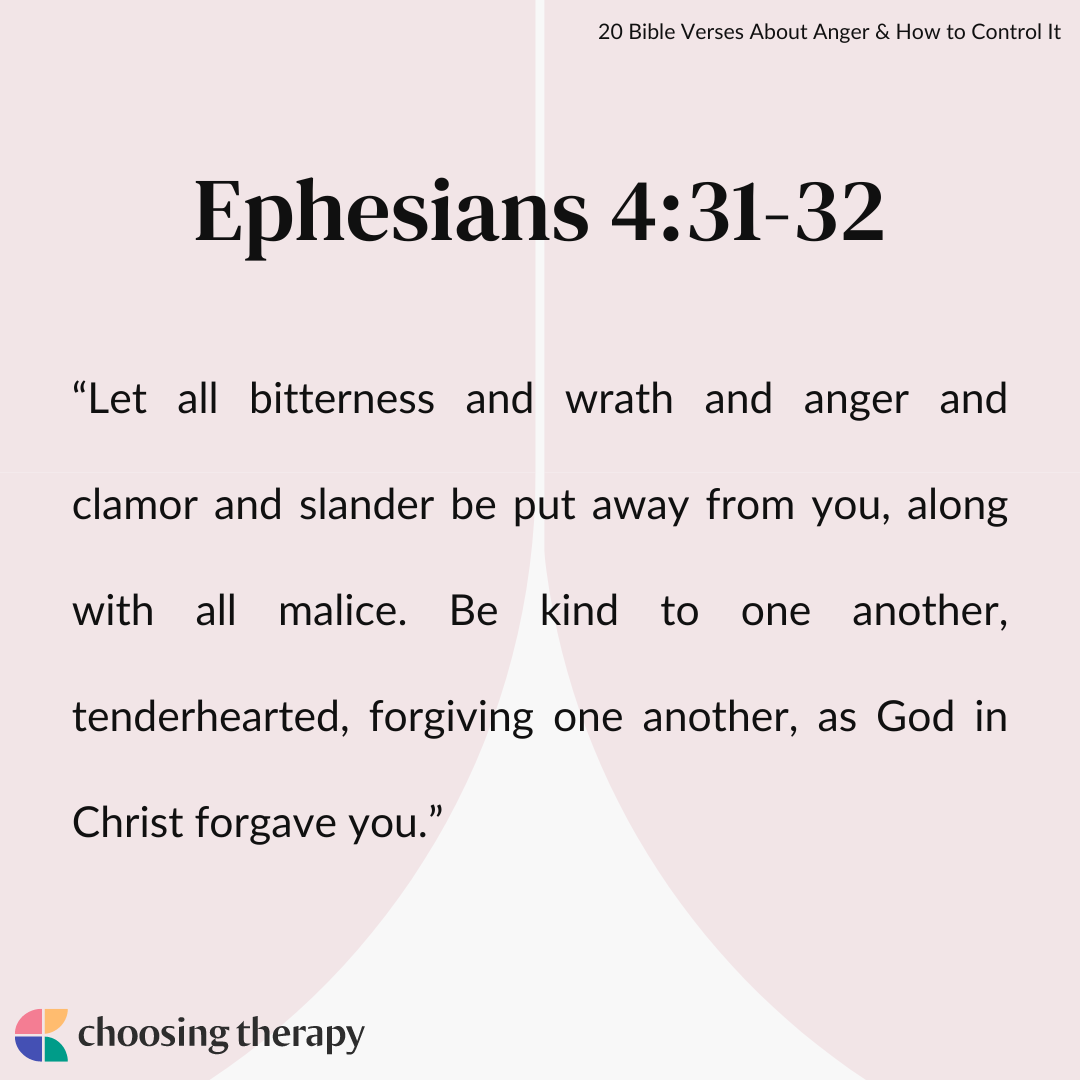 20 Bible Verses About Anger & How to Control It
Ephesians 4:31-32
“Let all bitterness and wrath and anger and
clamor and slander be put away from you, along
with all malice. Be kind to one another,
tenderhearted, forgiving one another, as God in
Christ forgave you.”
choosing therapy